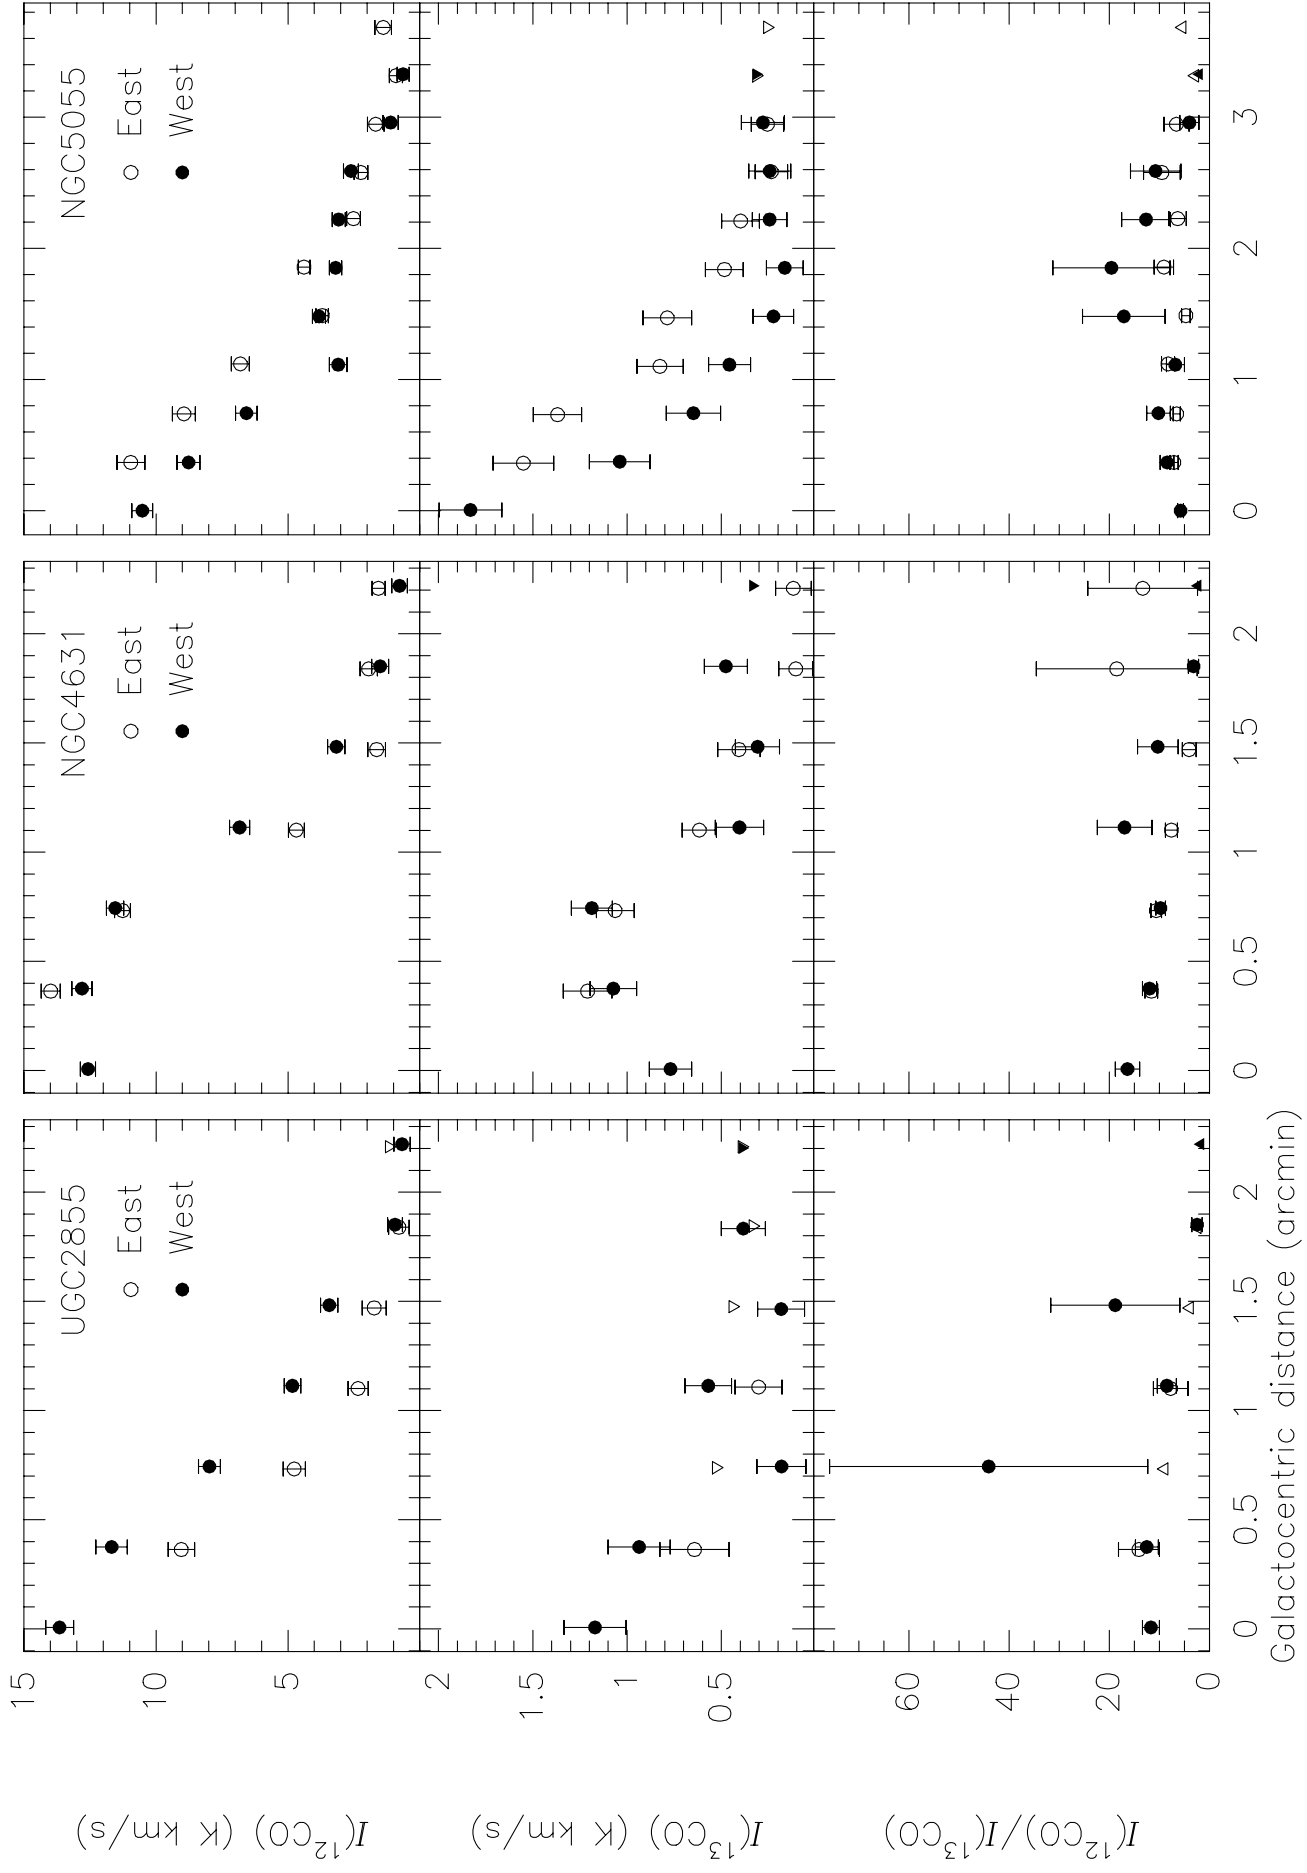 UGC2855
East
West
NGC4631
East
West
NGC5055
East
West
I(¹²CO) (K km/s)
15
10
5
I(¹³CO) (K km/s)
2
1.5
1
0.5
I(¹²CO)/I(¹³CO)
60
40
20
0
0 0.5 1 1.5 2
0 0.5 1 1.5 2
0 1 2 3
Galactocentric distance (arcmin)